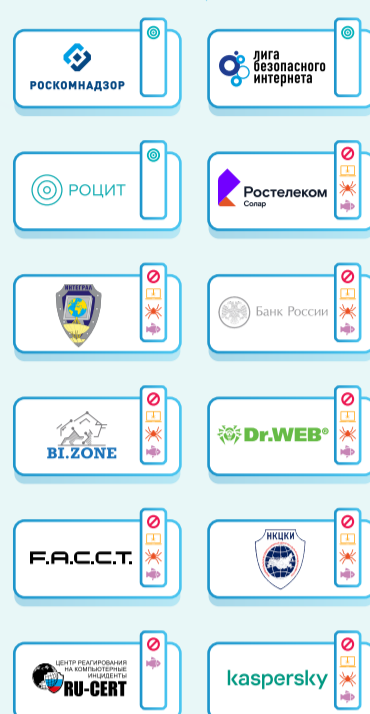 РОСКОМНАДЗОР
лига
безопасного
интернета
РОЦИТ
Ростелеком
Солар
ИНТЕГРАЛ
Банк России
BI.ZONE
Dr.WEB®
F.A.C.C.T.
НКЦКИ
ЦЕНТР РЕАГИРОВАНИЯ
НА КОМПЬЮТЕРНЫЕ
ИНЦИДЕНТЫ
RU-CERT
kaspersky